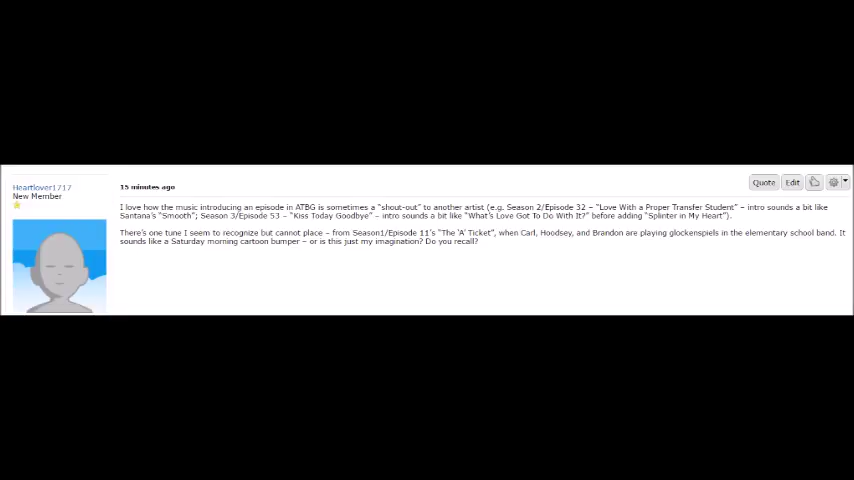 Heartlover1717
New Member
15 minutes ago
Quote
Edit
I love how the music introducing an episode in ATBG is sometimes a “shout-out” to another artist (e.g. Season 2/Episode 32 – “Love With a Proper Transfer Student” – intro sounds a bit like
Santana's “Smooth”; Season 3/Episode 53 – “Kiss Today Goodbye” – intro sounds a bit like “What's Love Got To Do With It?” before adding “Splinter in My Heart”).
There's one tune I seem to recognize but cannot place – from Season1/Episode 11's “The ‘A’ Ticket”, when Carl, Hoodsey, and Brandon are playing glockenspiels in the elementary school band. It
sounds like a Saturday morning cartoon bumper – or is this just my imagination? Do you recall?